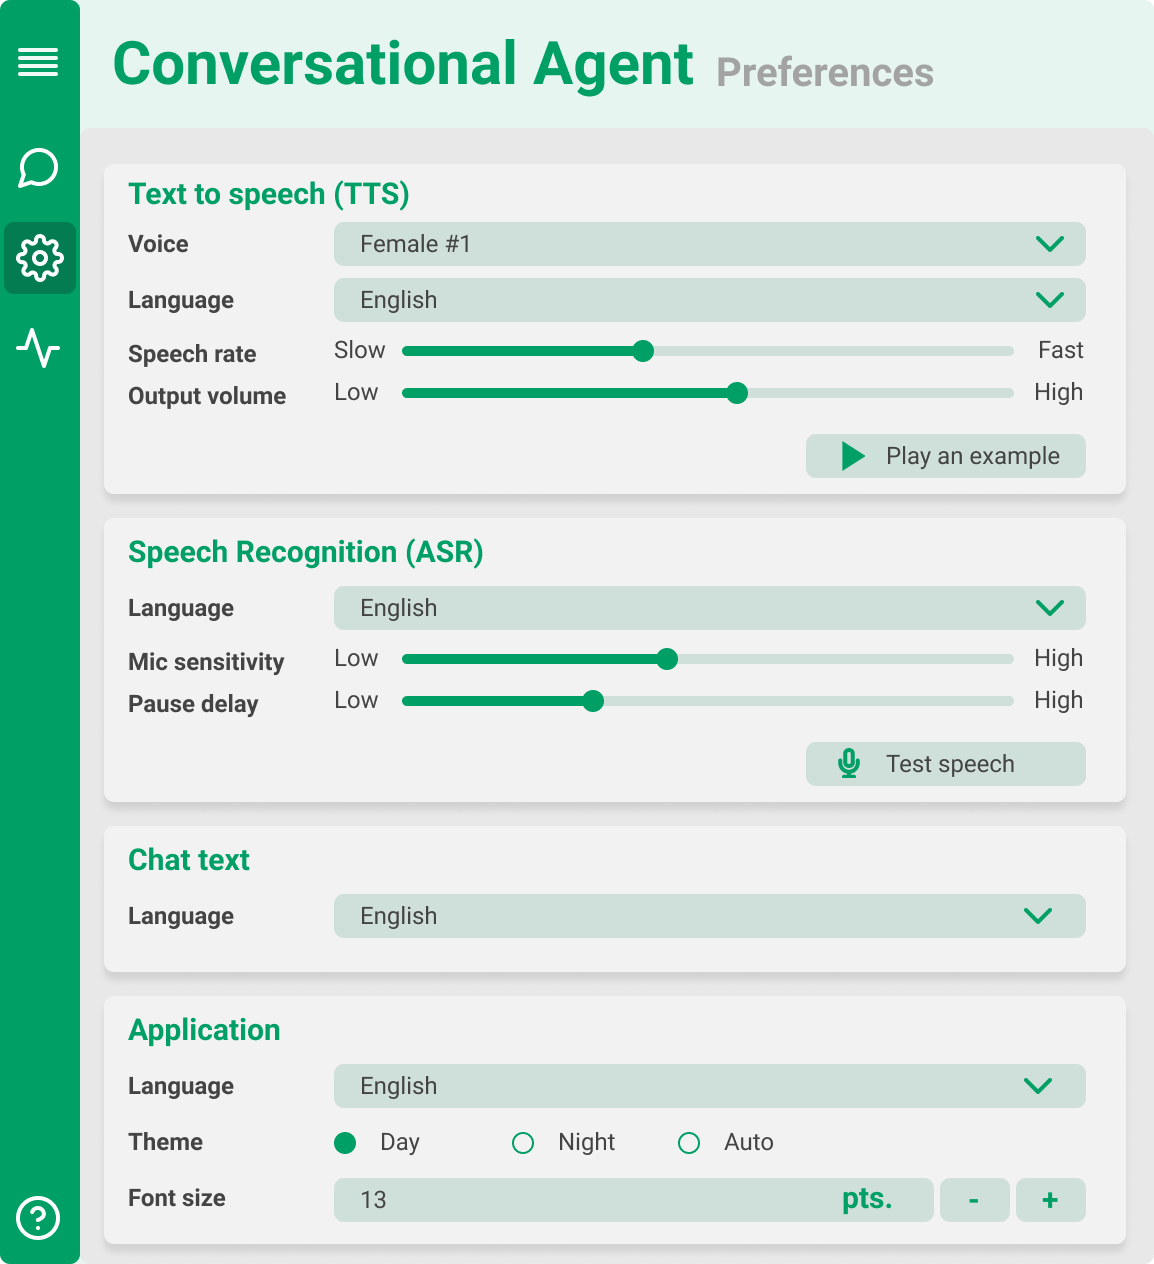 Conversational Agent Preferences
Text to speech (TTS)
Voice Female #1
Language English
Speech rate Slow Fast
Output volume Low High
Play an example
Speech Recognition (ASR)
Language English
Mic sensitivity Low High
Pause delay Low High
Test speech
Chat text
Language English
Application
Language English
Theme Day Night Auto
Font size 13 pts. - +
?